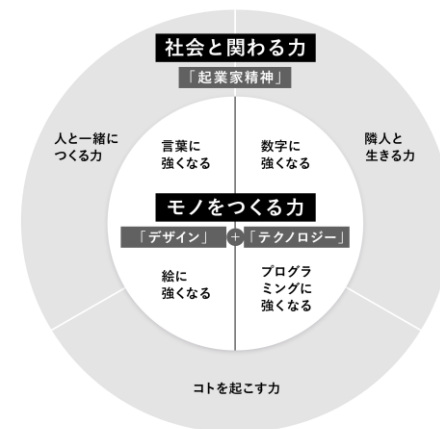 社会と関わる力
「起業家精神」
人と一緒に
つくる力
言葉に
強くなる
数字に
強くなる
隣人と
生きる力
モノをつくる力
「デザイン」+「テクノロジー」
絵に
強くなる
プログラ
ミングに
強くなる
コトを起こす力